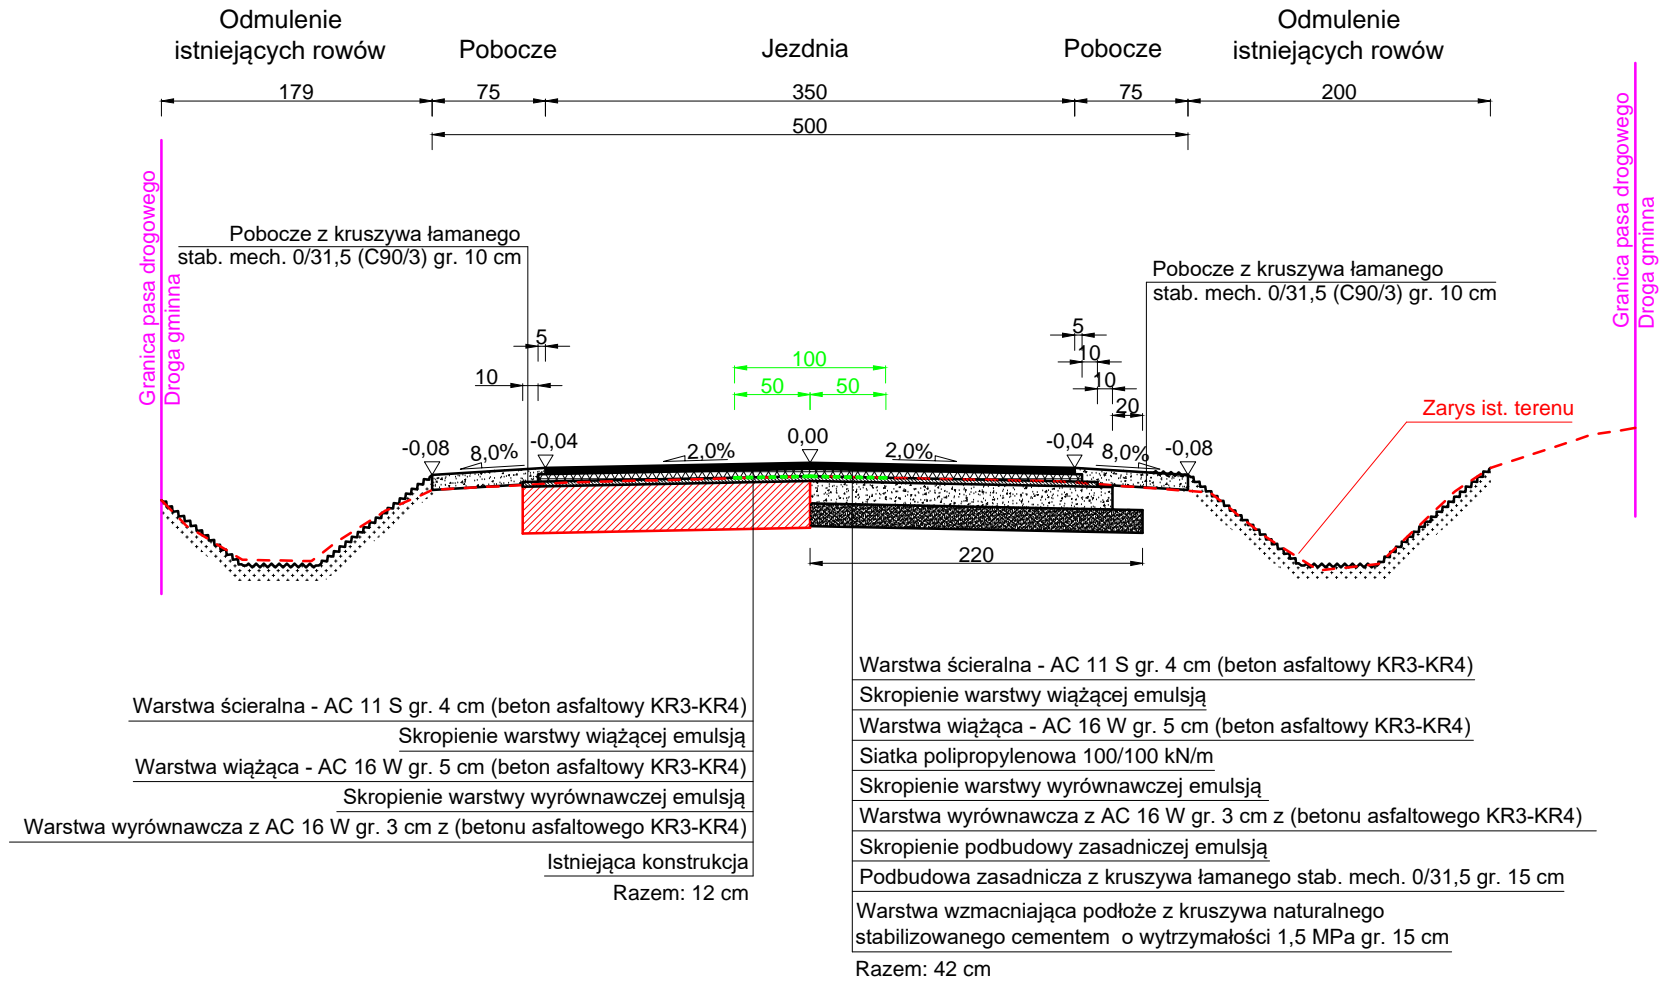 Odmulenie
istniejących rowów
Pobocze
Jezdnia
Pobocze
Odmulenie
istniejących rowów
179
75
350
75
200
500
Granica pasa drogowego
Droga gminna
Granica pasa drogowego
Droga gminna
Pobocze z kruszywa łamanego
stab. mech. 0/31,5 (C90/3) gr. 10 cm
Pobocze z kruszywa łamanego
stab. mech. 0/31,5 (C90/3) gr. 10 cm
5
10
100
50
50
5
10
10
20
Zarys ist. terenu
-0,08
8,0%
-0,04
2,0%
0,00
2,0%
-0,04
8,0%
-0,08
220
Warstwa ścieralna - AC 11 S gr. 4 cm (beton asfaltowy KR3-KR4)
Skropienie warstwy wiążącej emulsją
Warstwa wiążąca - AC 16 W gr. 5 cm (beton asfaltowy KR3-KR4)
Skropienie warstwy wyrównawczej emulsją
Warstwa wyrównawcza z AC 16 W gr. 3 cm z (betonu asfaltowego KR3-KR4)
Istniejąca konstrukcja
Razem: 12 cm
Warstwa ścieralna - AC 11 S gr. 4 cm (beton asfaltowy KR3-KR4)
Skropienie warstwy wiążącej emulsją
Warstwa wiążąca - AC 16 W gr. 5 cm (beton asfaltowy KR3-KR4)
Siatka polipropylenowa 100/100 kN/m
Skropienie warstwy wyrównawczej emulsją
Warstwa wyrównawcza z AC 16 W gr. 3 cm z (betonu asfaltowego KR3-KR4)
Skropienie podbudowy zasadniczej emulsją
Podbudowa zasadnicza z kruszywa łamanego stab. mech. 0/31,5 gr. 15 cm
Warstwa wzmacniająca podłoże z kruszywa naturalnego
stabilizowanego cementem o wytrzymałości 1,5 MPa gr. 15 cm
Razem: 42 cm